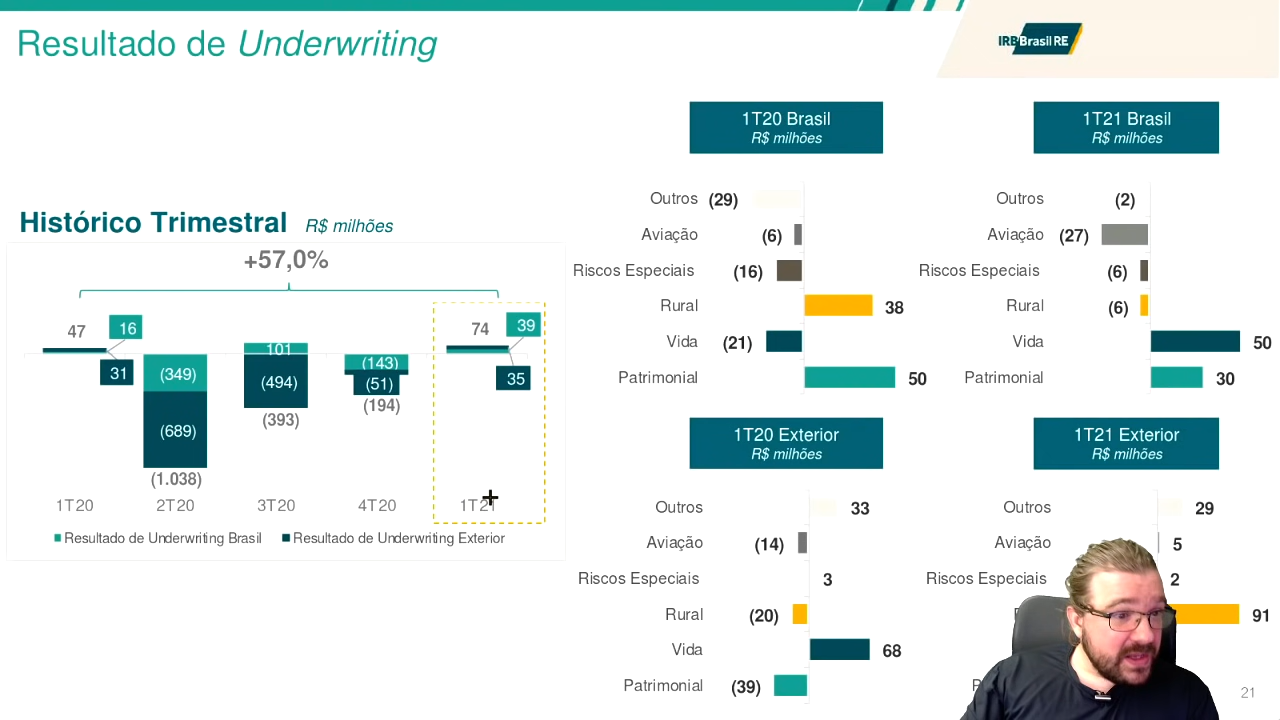 Resultado de Underwriting
IRB Brasil RE
Histórico Trimestral R$ milhões
+57,0%
47
16
31
(349)
(689)
(1.038)
101
(494)
(393)
(143)
(51)
(194)
74
39
35
1T20
2T20
3T20
4T20
1T21
Resultado de Underwriting Brasil
Resultado de Underwriting Exterior
1T20 Brasil
R$ milhões
Outros (29)
Aviação (6)
Riscos Especiais (16)
Rural 38
Vida (21)
Patrimonial 50
1T21 Brasil
R$ milhões
Outros (2)
Aviação (27)
Riscos Especiais (6)
Rural (6)
Vida 50
Patrimonial 30
1T20 Exterior
R$ milhões
Outros 33
Aviação (14)
Riscos Especiais 3
Rural (20)
Vida 68
Patrimonial (39)
1T21 Exterior
R$ milhões
Outros 29
Aviação 5
Riscos Especiais 2
91
21